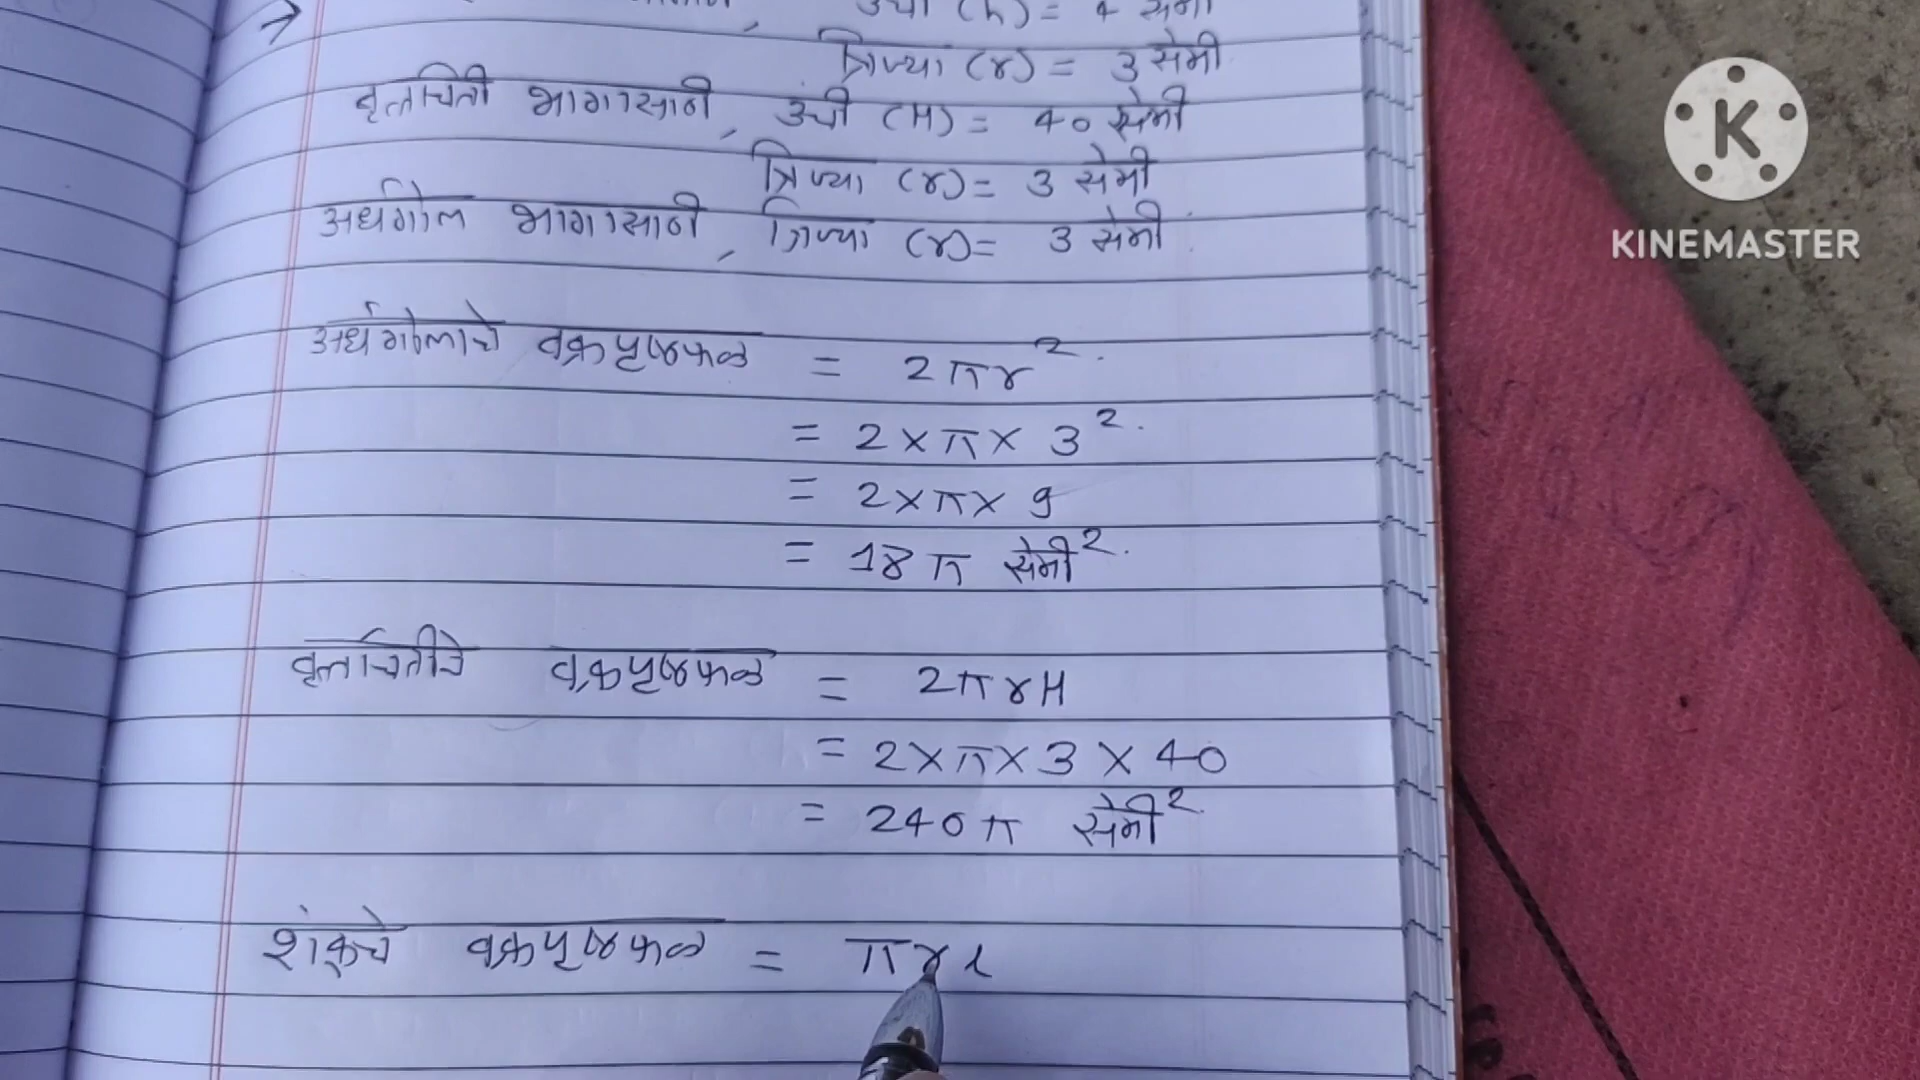 उंची (h) = 4 सेमी
त्रिज्या (r) = 3 सेमी
वृत्तचिती भागासाठी, उंची (H) = 40 सेमी
त्रिज्या (r) = 3 सेमी
अर्धगोल भागासाठी, त्रिज्या (r) = 3 सेमी
अर्धगोलाचे वक्रपृष्ठफळ = 2πr²
= 2×π×3²
= 2×π×9
= 18π सेमी²
वृत्तचितीचे वक्रपृष्ठफळ = 2πrH
= 2×π×3×40
= 240π सेमी²
शंकूचे वक्रपृष्ठफळ = πrl
K
KINEMASTER